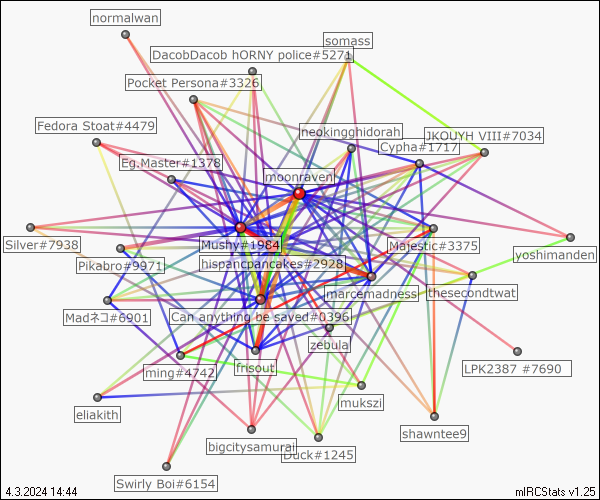 normalwan
somass
DacobDacob hORNY police#5271
Pocket Persona#3326
Fedora Stoat#4479
neokingghidorah
JKOUYH VIII#7034
Cypha#1717
Eg.Master#1378
moonraven
Silver#7938
Mushy#1984
Majestic#3375
yoshimanden
Pikabro#9971
hispancpancakes#2928
marcemadness
thesecondtwat
Madネコ#6901
Can anything be saved#0396
zebula
ming#4742
frisout
LPK2387 #7690
eliakith
mukszi
shawntee9
bigcitysamurai
Duck#1245
Swirly Boi#6154
4.3.2024 14:44
mIRCStats v1.25